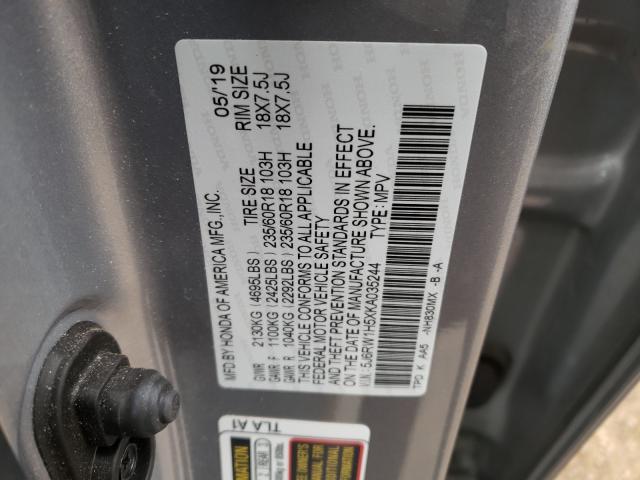 MFD BY HONDA OF AMERICA MFG.,INC. 05/'19
GVWR 2130KG (4695LBS) TIRE SIZE RIM SIZE
GAWR F 1100KG (2425LBS) 235/60R18 103H 18X7.5J
GAWR R 1040KG (2292LBS) 235/60R18 103H 18X7.5J
THIS VEHICLE CONFORMS TO ALL APPLICABLE
FEDERAL MOTOR VEHICLE SAFETY
AND THEFT PREVENTION STANDARDS IN EFFECT
ON THE DATE OF MANUFACTURE SHOWN ABOVE.
V.I.N.: 5J6RW1H5XKA035244 TYPE: MPV
TPD K AA5 -NH830MX -B -A
TLA A1